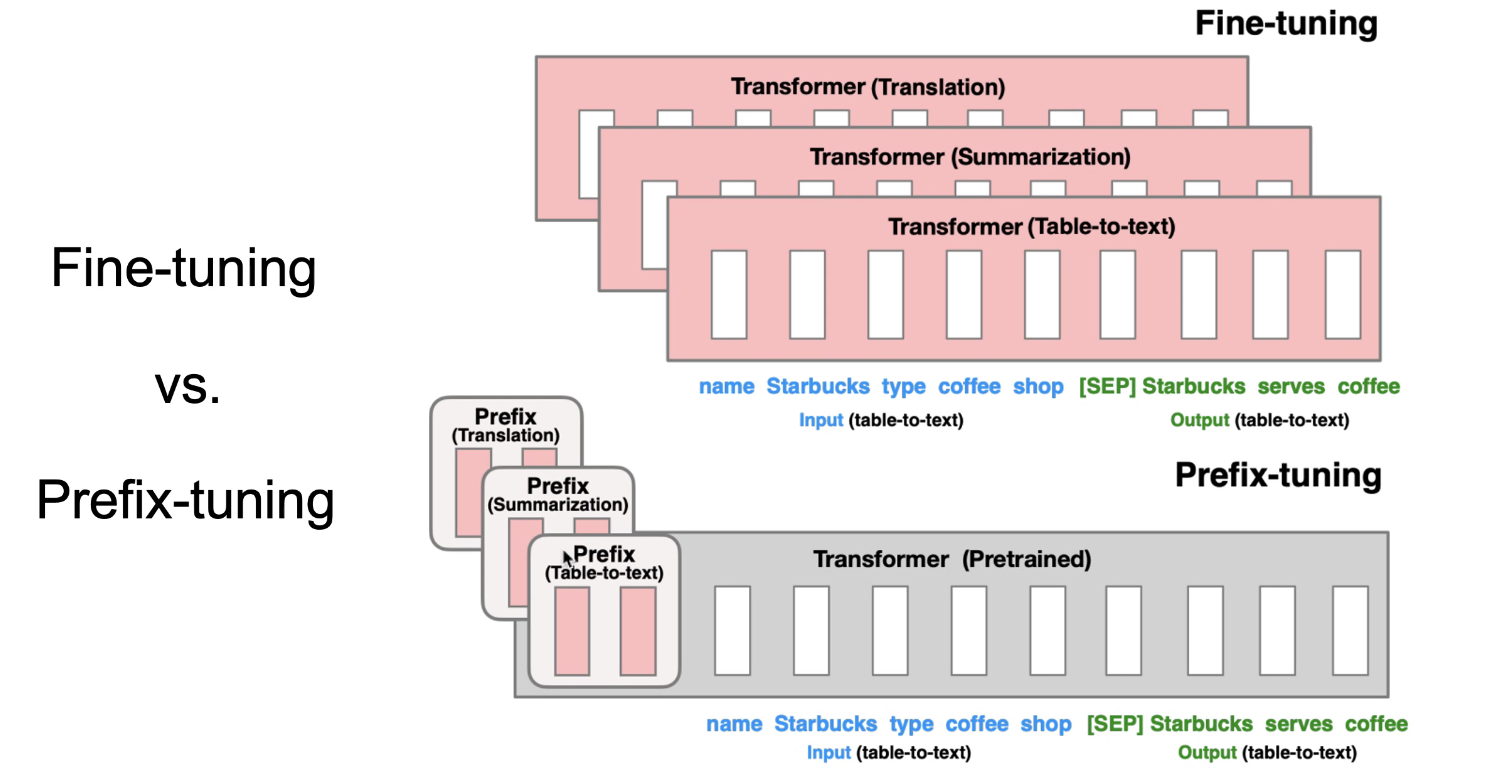 Fine-tuning
vs.
Prefix-tuning
Fine-tuning
Transformer (Translation)
Transformer (Summarization)
Transformer (Table-to-text)
name Starbucks type coffee shop [SEP] Starbucks serves coffee
Input (table-to-text) Output (table-to-text)
Prefix-tuning
Prefix
(Translation)
Prefix
(Summarization)
Prefix
(Table-to-text)
Transformer (Pretrained)
name Starbucks type coffee shop [SEP] Starbucks serves coffee
Input (table-to-text) Output (table-to-text)